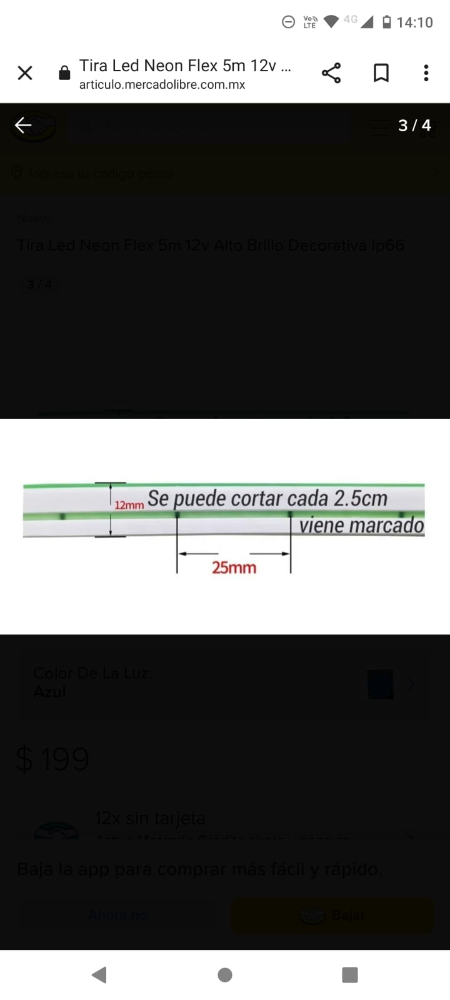 Vo)) LTE 4G 14:10
Tira Led Neon Flex 5m 12v ...
articulo.mercadolibre.com.mx
3 / 4
Ingresa tu código postal
Nuevo
Tira Led Neon Flex 5m 12v Alto Brillo Decorativa Ip66
3 / 4
12mm Se puede cortar cada 2.5cm
viene marcado
25mm
Color De La Luz:
Azul
$ 199
12x sin tarjeta
Baja la app para comprar más fácil y rápido.
Ahora no
Bajar